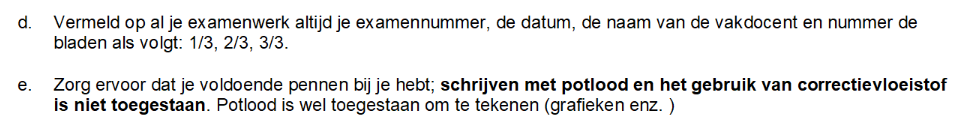 d. Vermeld op al je examenwerk altijd je examennummer, de datum, de naam van de vakdocent en nummer de
bladen als volgt: 1/3, 2/3, 3/3.
e. Zorg ervoor dat je voldoende pennen bij je hebt; schrijven met potlood en het gebruik van correctievloeistof
is niet toegestaan. Potlood is wel toegestaan om te tekenen (grafieken enz. )